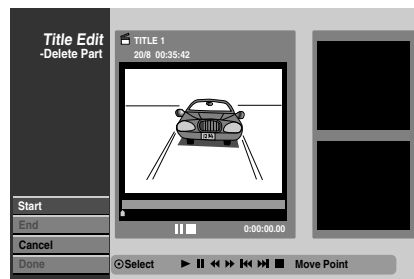 Title Edit
-Delete Part
TITLE 1
20/8 00:35:42
Start
End
Cancel
Done
0:00:00.00
Select
Move Point